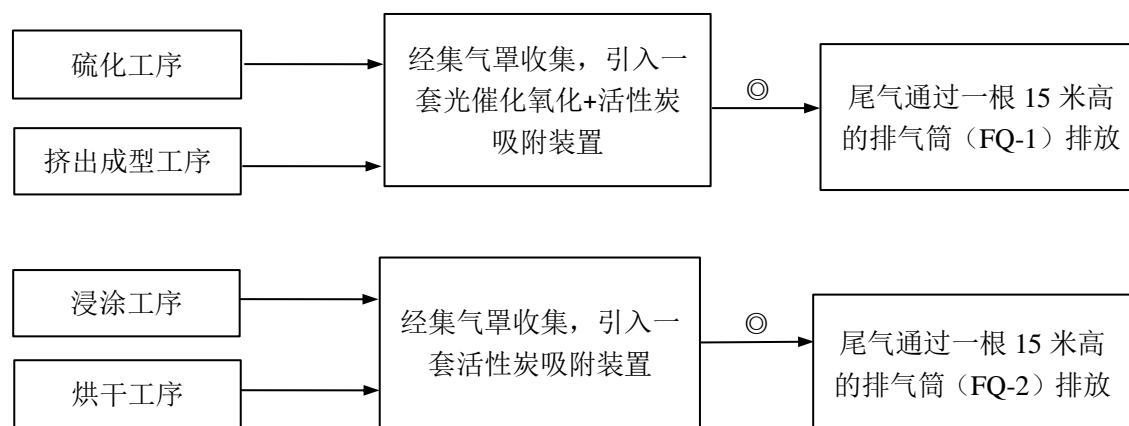 硫化工序
挤出成型工序
经集气罩收集，引入一
套光催化氧化+活性炭
吸附装置
◎
尾气通过一根 15 米高
的排气筒（FQ-1）排放
浸涂工序
烘干工序
经集气罩收集，引入一
套活性炭吸附装置
◎
尾气通过一根 15 米高
的排气筒（FQ-2）排放